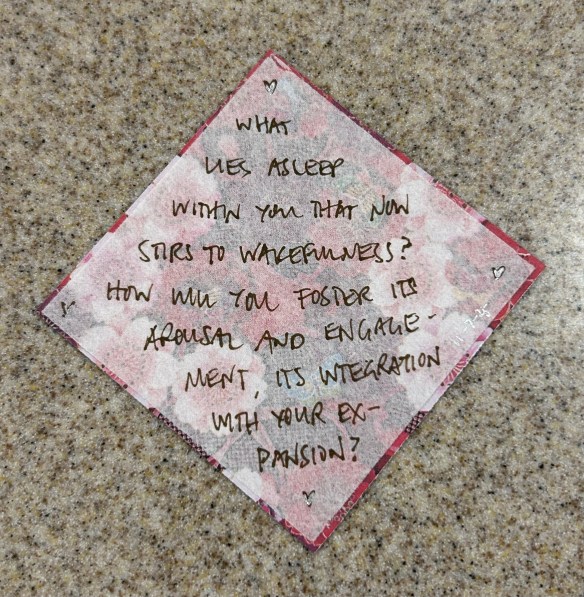 WHAT
LIES ASLEEP
WITHIN YOU THAT NOW
STIRS TO WAKEFULNESS?
HOW WILL YOU FOSTER ITS
AROUSAL AND ENGAGE-
MENT, ITS INTEGRATION
WITH YOUR EX-
PANSION?